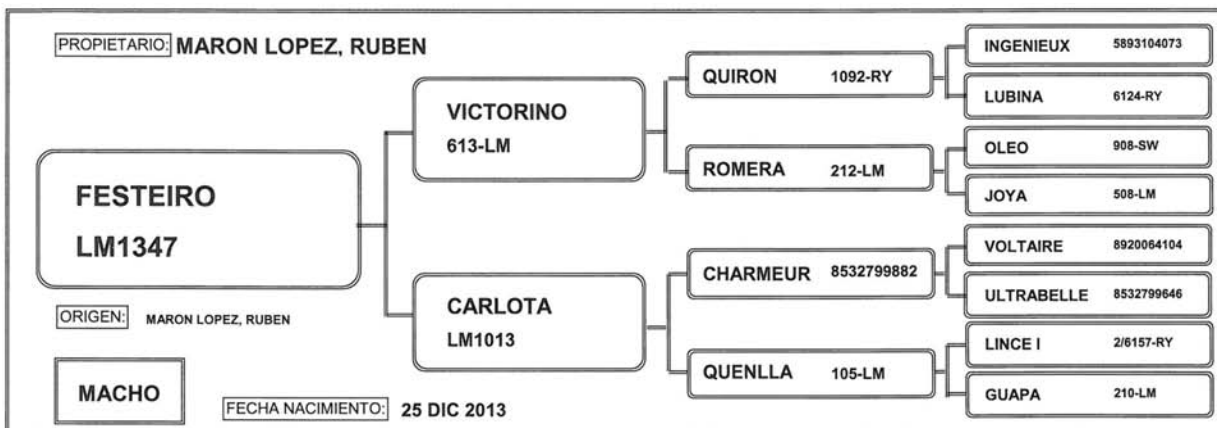 PROPIETARIO: MARON LOPEZ, RUBEN
FESTEIRO
LM1347
ORIGEN: MARON LOPEZ, RUBEN
MACHO
FECHA NACIMIENTO: 25 DIC 2013
VICTORINO
613-LM
CARLOTA
LM1013
QUIRON 1092-RY
ROMERA 212-LM
CHARMEUR 8532799882
QUENLLA 105-LM
INGENIEUX 5893104073
LUBINA 6124-RY
OLEO 908-SW
JOYA 508-LM
VOLTAIRE 8920064104
ULTRABELLE 8532799646
LINCE I 2/6157-RY
GUAPA 210-LM